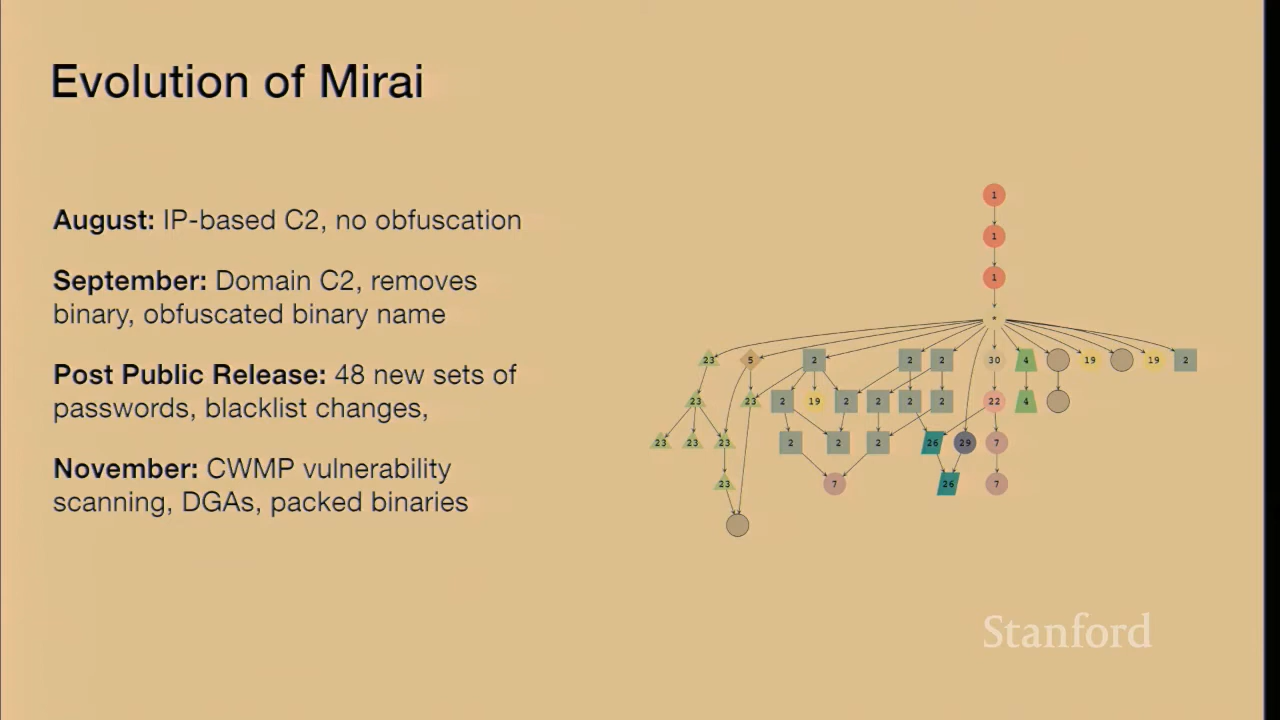 Evolution of Mirai
August: IP-based C2, no obfuscation
September: Domain C2, removes
binary, obfuscated binary name
Post Public Release: 48 new sets of
passwords, blacklist changes,
November: CWMP vulnerability
scanning, DGAs, packed binaries
1
1
1
*
23 5 2 2 2 30 4 19 19 2
23 23 2 19 2 2 2 2 22 4
23 23 23 2 2 2 26 29 7
23 7 26 7
Stanford